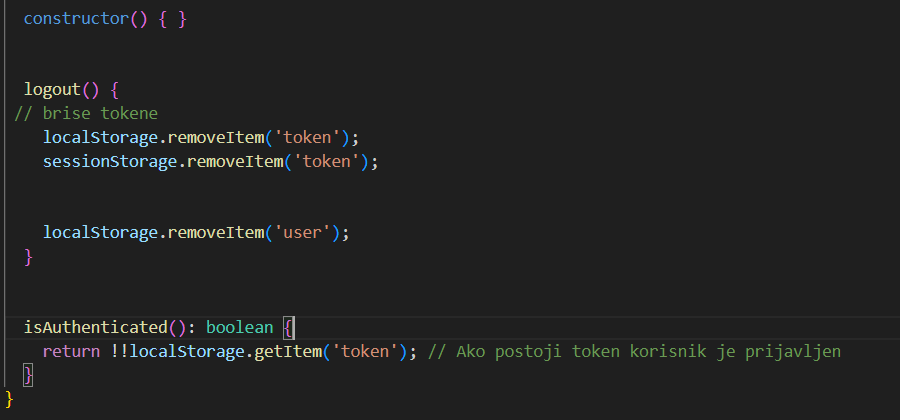 constructor() { }
logout() {
// brise tokene
localStorage.removeItem('token');
sessionStorage.removeItem('token');
localStorage.removeItem('user');
}
isAuthenticated(): boolean {
return !!localStorage.getItem('token'); // Ako postoji token korisnik je prijavljen
}
}